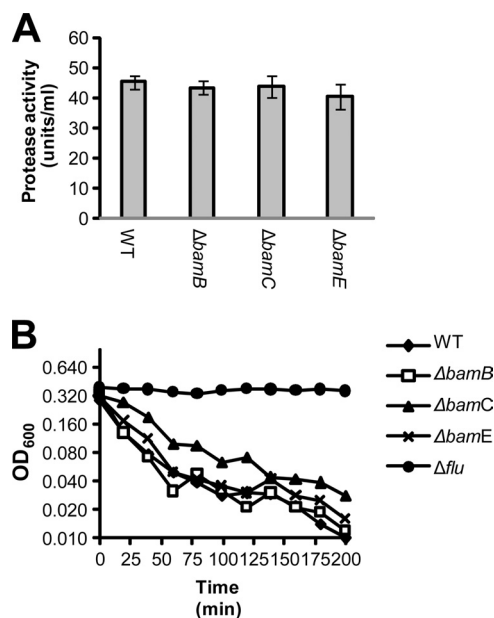 A
Protease activity
(units/ml)
60
50
40
30
20
10
0
WT
ΔbamB
ΔbamC
ΔbamE
B
OD600
0.640
0.320
0.160
0.080
0.040
0.020
0.010
0 25 50 75 100 125 150 175 200
Time
(min)
WT
ΔbamB
ΔbamC
ΔbamE
Δflu